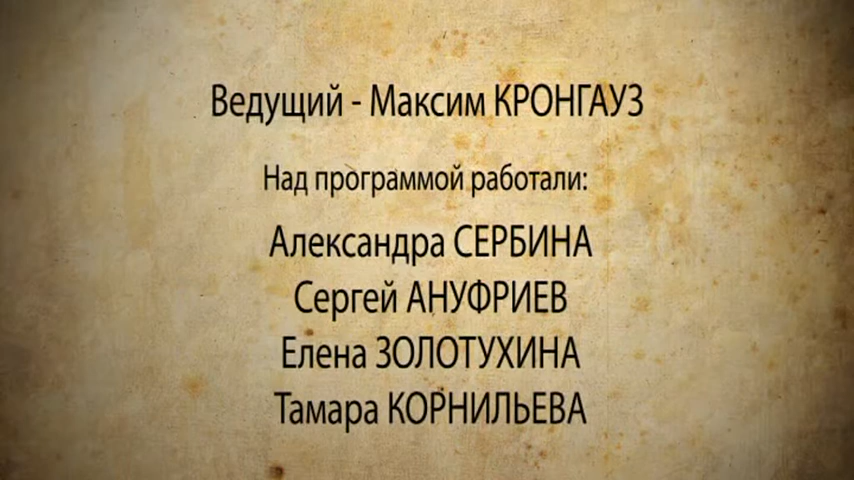 Ведущий - Максим КРОНГАУЗ
Над программой работали:
Александра СЕРБИНА
Сергей АНУФРИЕВ
Елена ЗОЛОТУХИНА
Тамара КОРНИЛЬЕВА